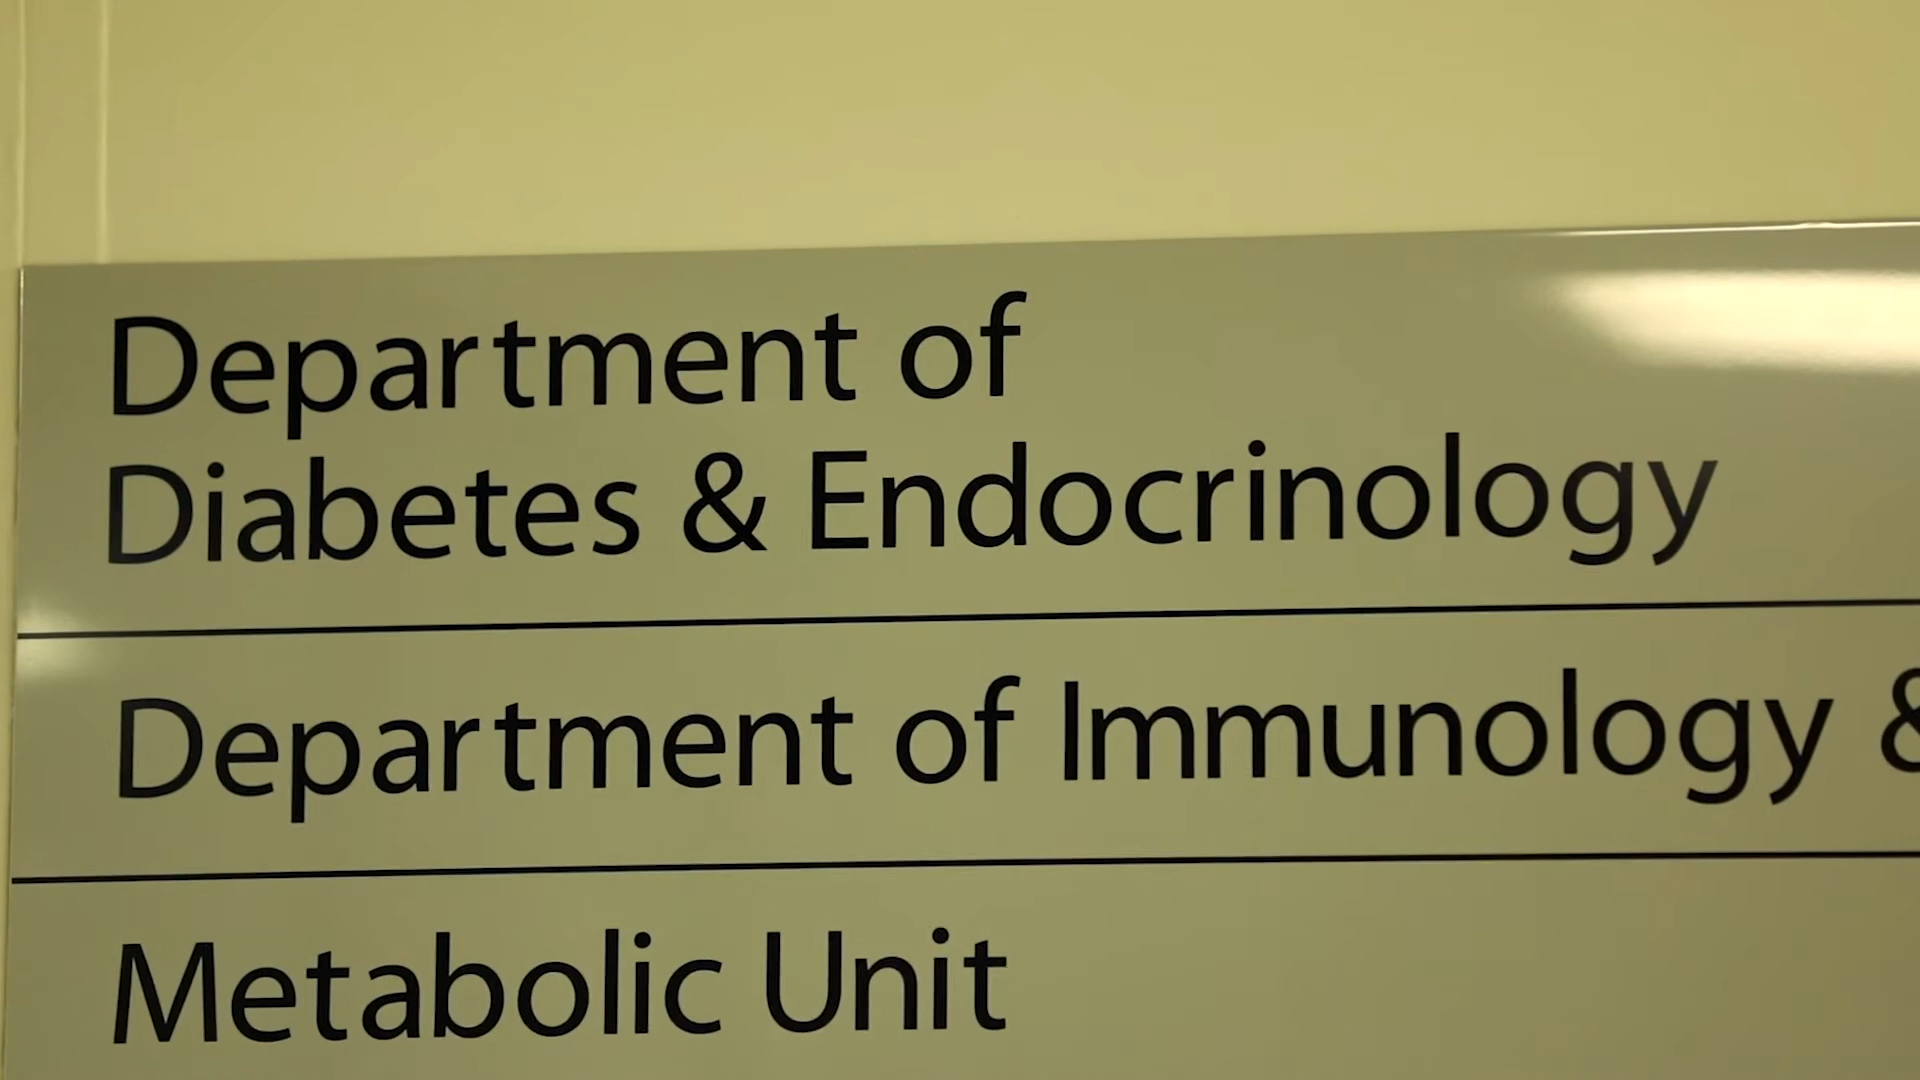 Department of
Diabetes & Endocrinology
Department of Immunology &
Metabolic Unit